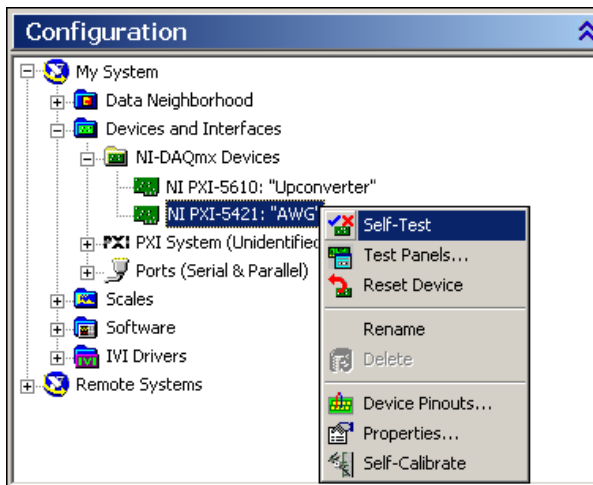 Configuration
My System
Data Neighborhood
Devices and Interfaces
NI-DAQmx Devices
NI PXI-5610: "Upconverter"
NI PXI-5421: "AWG"
PXI PXI System (Unidentified
Ports (Serial & Parallel)
Scales
Software
IVI IVI Drivers
Remote Systems
Self-Test
Test Panels...
Reset Device
Rename
Delete
Device Pinouts...
Properties...
Self-Calibrate